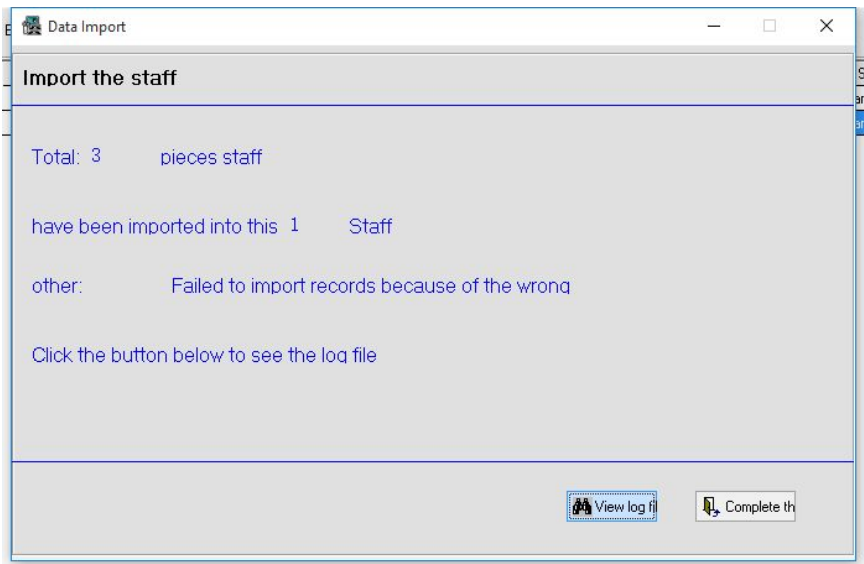 Data Import
Import the staff
Total: 3 pieces staff
have been imported into this 1 Staff
other: Failed to import records because of the wrong
Click the button below to see the log file
View log fil
Complete th